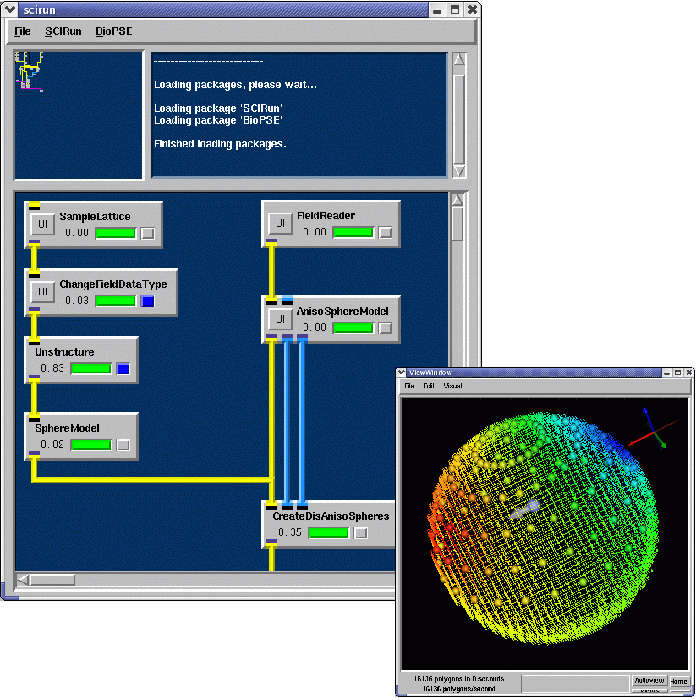 scirun
File SCIRun BioPSE
Loading packages, please wait...
Loading package 'SCIRun'
Loading package 'BioPSE'
Finished loading packages.
UI SampleLattice
0.00
UI FieldReader
0.00
UI ChangeFieldDataType
0.03
UI AnisoSphereModel
0.00
Unstructure
0.83
SphereModel
0.02
CreateDisAnisoSpheres
0.35
ViewWindow
File Edit Visual
16136 polygons in 0 seconds
16136 polygons/second
Autoview Home
Views